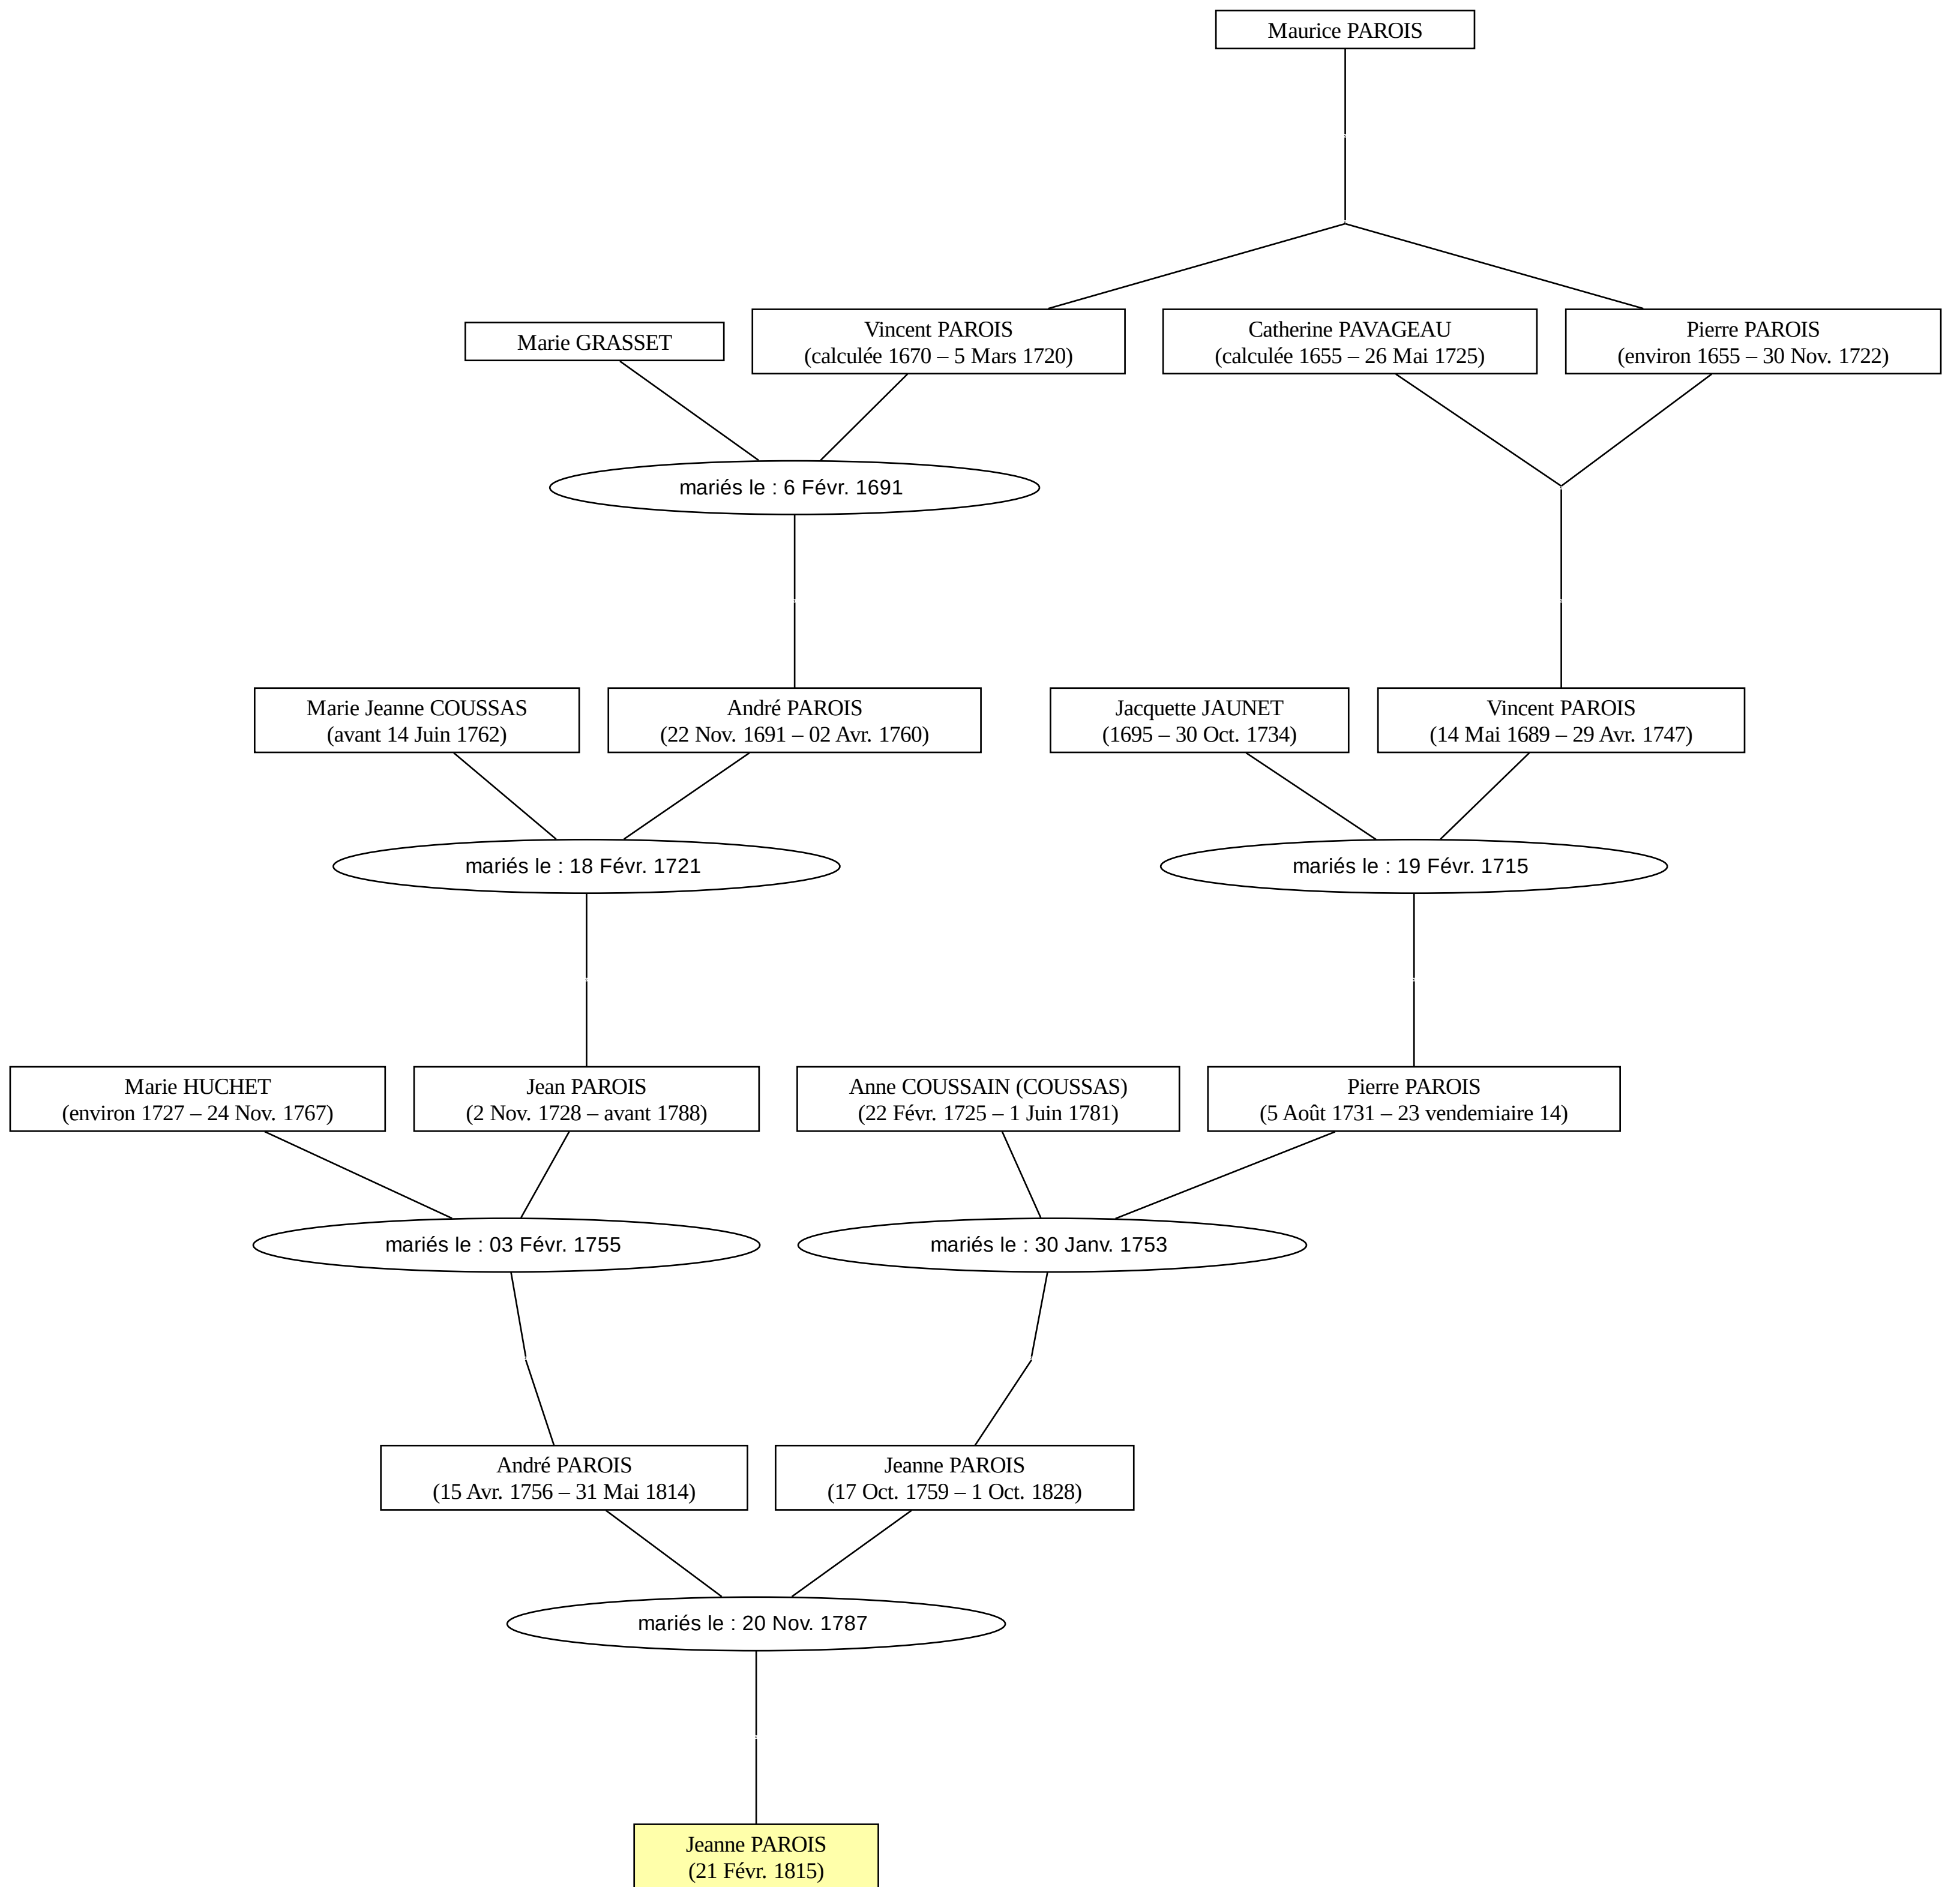 Maurice PAROIS
Marie GRASSET
Vincent PAROIS
(calculée 1670 – 5 Mars 1720)
Catherine PAVAGEAU
(calculée 1655 – 26 Mai 1725)
Pierre PAROIS
(environ 1655 – 30 Nov. 1722)
mariés le : 6 Févr. 1691
Marie Jeanne COUSSAS
(avant 14 Juin 1762)
André PAROIS
(22 Nov. 1691 – 02 Avr. 1760)
Jacquette JAUNET
(1695 – 30 Oct. 1734)
Vincent PAROIS
(14 Mai 1689 – 29 Avr. 1747)
mariés le : 18 Févr. 1721
mariés le : 19 Févr. 1715
Marie HUCHET
(environ 1727 – 24 Nov. 1767)
Jean PAROIS
(2 Nov. 1728 – avant 1788)
Anne COUSSAIN (COUSSAS)
(22 Févr. 1725 – 1 Juin 1781)
Pierre PAROIS
(5 Août 1731 – 23 vendemiaire 14)
mariés le : 03 Févr. 1755
mariés le : 30 Janv. 1753
André PAROIS
(15 Avr. 1756 – 31 Mai 1814)
Jeanne PAROIS
(17 Oct. 1759 – 1 Oct. 1828)
mariés le : 20 Nov. 1787
Jeanne PAROIS
(21 Févr. 1815)